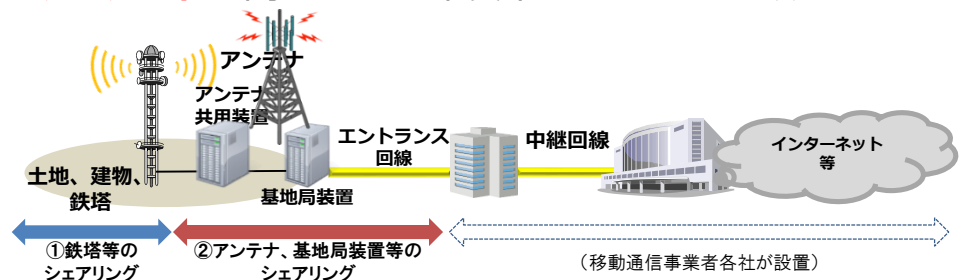 アンテナ
アンテナ
共用装置
エントランス
回線
中継回線
インターネット
等
土地、建物、
鉄塔
基地局装置
①鉄塔等の
シェアリング
②アンテナ、基地局装置等の
シェアリング
（移動通信事業者各社が設置）